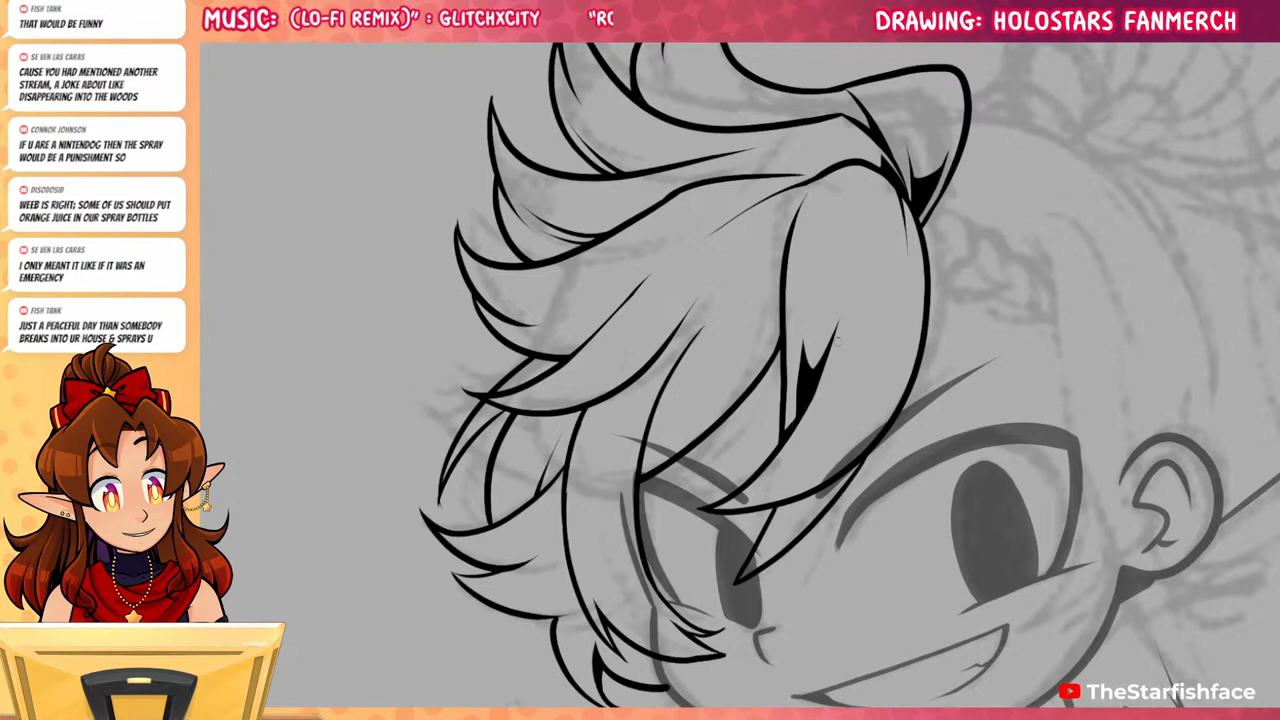 FISH TANK
THAT WOULD BE FUNNY
SE VEN LAS CARAS
CAUSE YOU HAD MENTIONED ANOTHER
STREAM, A JOKE ABOUT LIKE
DISAPPEARING INTO THE WOODS
CONNOR JOHNSON
IF U ARE A NINTENDOG THEN THE SPRAY
WOULD BE A PUNISHMENT SO
DISODOSID
WEEB IS RIGHT; SOME OF US SHOULD PUT
ORANGE JUICE IN OUR SPRAY BOTTLES
SE VEN LAS CARAS
I ONLY MEANT IT LIKE IF IT WAS AN
EMERGENCY
FISH TANK
JUST A PEACEFUL DAY THAN SOMEBODY
BREAKS INTO UR HOUSE & SPRAYS U
MUSIC: (LO-FI REMIX)" : GLITCHXCITY "RO
DRAWING: HOLOSTARS FANMERCH
TheStarfishface